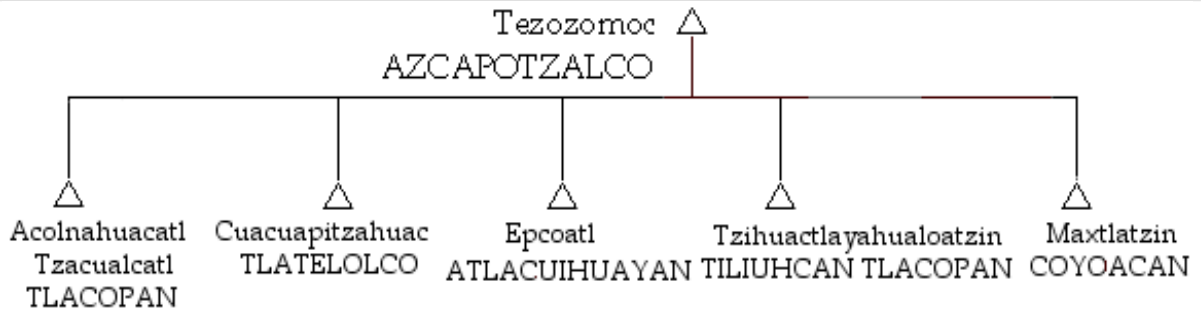 Tezozomoc
AZCAPOTZALCO
Acolnahuacatl
Tzacualcatl
TLACOPAN
Cuacuapitzahuac
TLATELOLCO
Epcoatl
ATLACUIHUAYAN
Tzihuactlayahualoatzin
TILIUHCAN TLACOPAN
Maxtlatzin
COYOACAN